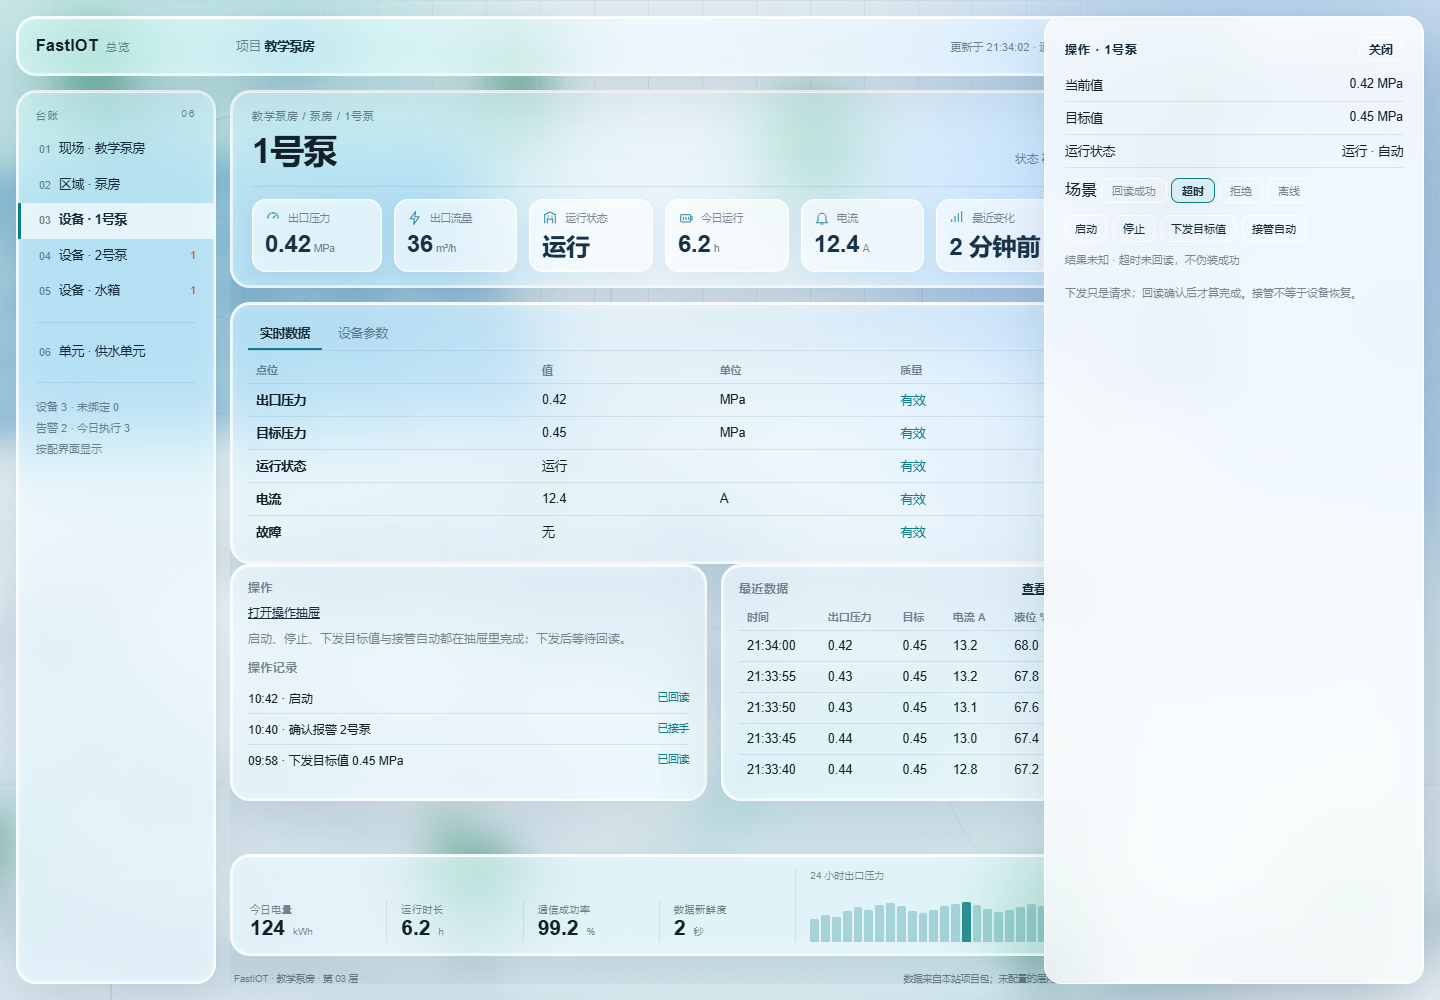 FastIOT 总览
项目 教学泵房
更新于 21:34:02 ·
台账 06
01 现场 · 教学泵房
02 区域 · 泵房
03 设备 · 1号泵
04 设备 · 2号泵 1
05 设备 · 水箱 1
06 单元 · 供水单元
设备 3 · 未绑定 0
告警 2 · 今日执行 3
按配界面显示
教学泵房 / 泵房 / 1号泵
1号泵
状态
出口压力
0.42 MPa
出口流量
36 m³/h
运行状态
运行
今日运行
6.2 h
电流
12.4 A
最近变化
2 分钟前
实时数据 设备参数
点位 值 单位 质量
出口压力 0.42 MPa 有效
目标压力 0.45 MPa 有效
运行状态 运行 有效
电流 12.4 A 有效
故障 无 有效
操作
打开操作抽屉
启动、停止、下发目标值与接管自动都在抽屉里完成；下发后等待回读。
操作记录
10:42 · 启动 已回读
10:40 · 确认报警 2号泵 已接手
09:58 · 下发目标值 0.45 MPa 已回读
最近数据 查看
时间 出口压力 目标 电流 A 液位 %
21:34:00 0.42 0.45 13.2 68.0
21:33:55 0.43 0.45 13.2 67.8
21:33:50 0.43 0.45 13.1 67.6
21:33:45 0.44 0.45 13.0 67.4
21:33:40 0.44 0.45 12.8 67.2
今日电量
124 kWh
运行时长
6.2 h
通信成功率
99.2 %
数据新鲜度
2 秒
24 小时出口压力
FastIOT · 教学泵房 · 第 03 层
数据来自本站项目包；未配置的层
操作 · 1号泵 关闭
当前值 0.42 MPa
目标值 0.45 MPa
运行状态 运行 · 自动
场景 回读成功 超时 拒绝 离线
启动 停止 下发目标值 接管自动
结果未知 · 超时未回读，不伪装成功
下发只是请求；回读确认后才算完成。接管不等于设备恢复。